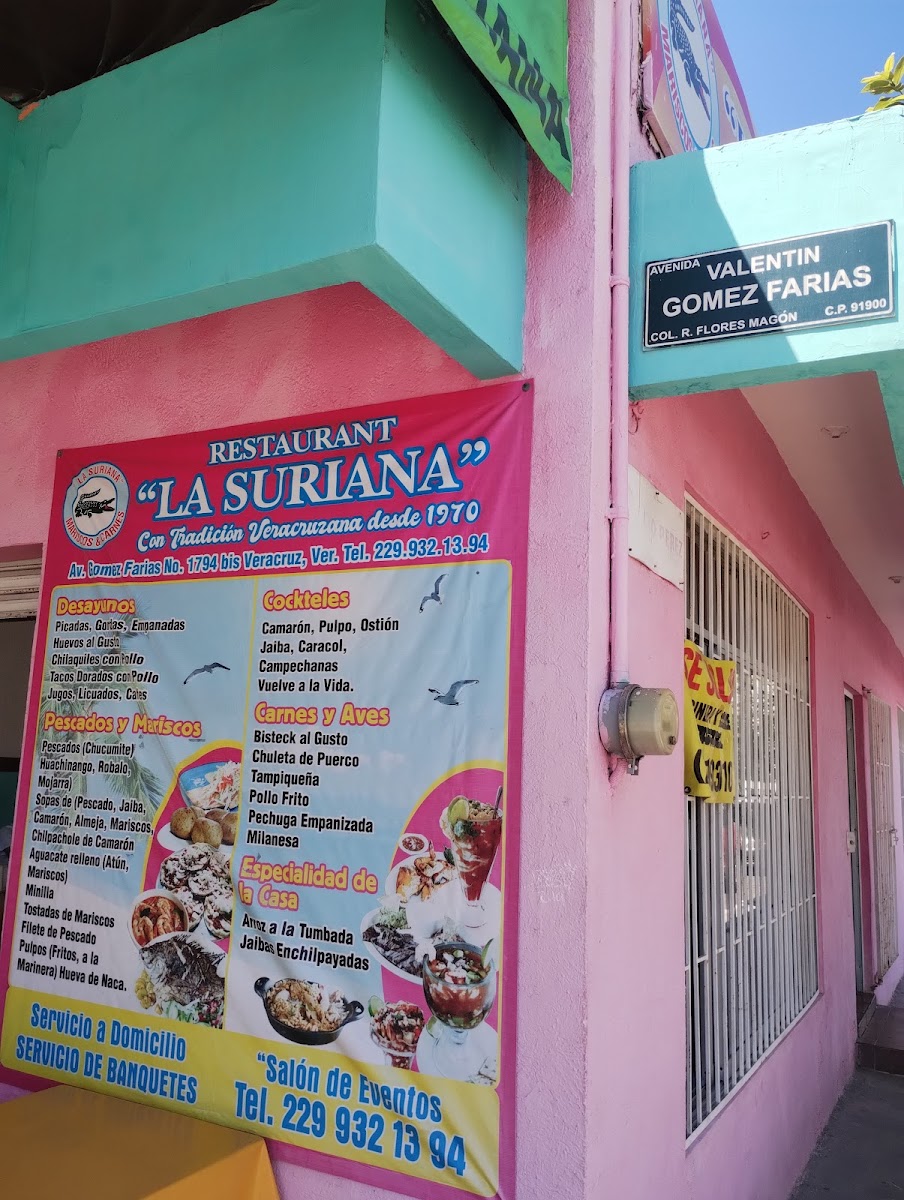 AVENIDA
VALENTIN
GOMEZ FARIAS
COL. R. FLORES MAGÓN C.P. 91900
RESTAURANT
"LA SURIANA"
Con Tradición Veracruzana desde 1970
Av. Gomez Farias No. 1794 bis Veracruz, Ver. Tel. 229.932.13.94
LA SURIANA
MARISCOS & CARNES
Desayunos
Picadas, Gorditas, Empanadas
Huevos al Gusto
Chilaquiles con Pollo
Tacos Dorados con Pollo
Jugos, Licuados, Cafes
Pescados y Mariscos
Pescados (Chucumite)
Huachinango, Robalo,
Mojarra)
Sopas de (Pescado, Jaiba,
Camarón, Almeja, Mariscos,
Chilpachole de Camarón
Aguacate relleno (Atún,
Mariscos)
Minilla
Tostadas de Mariscos
Filete de Pescado
Pulpos (Fritos, a la
Marinera) Hueva de Naca.
Cockteles
Camarón, Pulpo, Ostión
Jaiba, Caracol,
Campechanas
Vuelve a la Vida.
Carnes y Aves
Bisteck al Gusto
Chuleta de Puerco
Tampiqueña
Pollo Frito
Pechuga Empanizada
Milanesa
Especialidad de
la Casa
Arroz a la Tumbada
Jaibas Enchilpayadas
Servicio a Domicilio
SERVICIO DE BANQUETES
"Salón de Eventos
Tel. 229 932 13 94